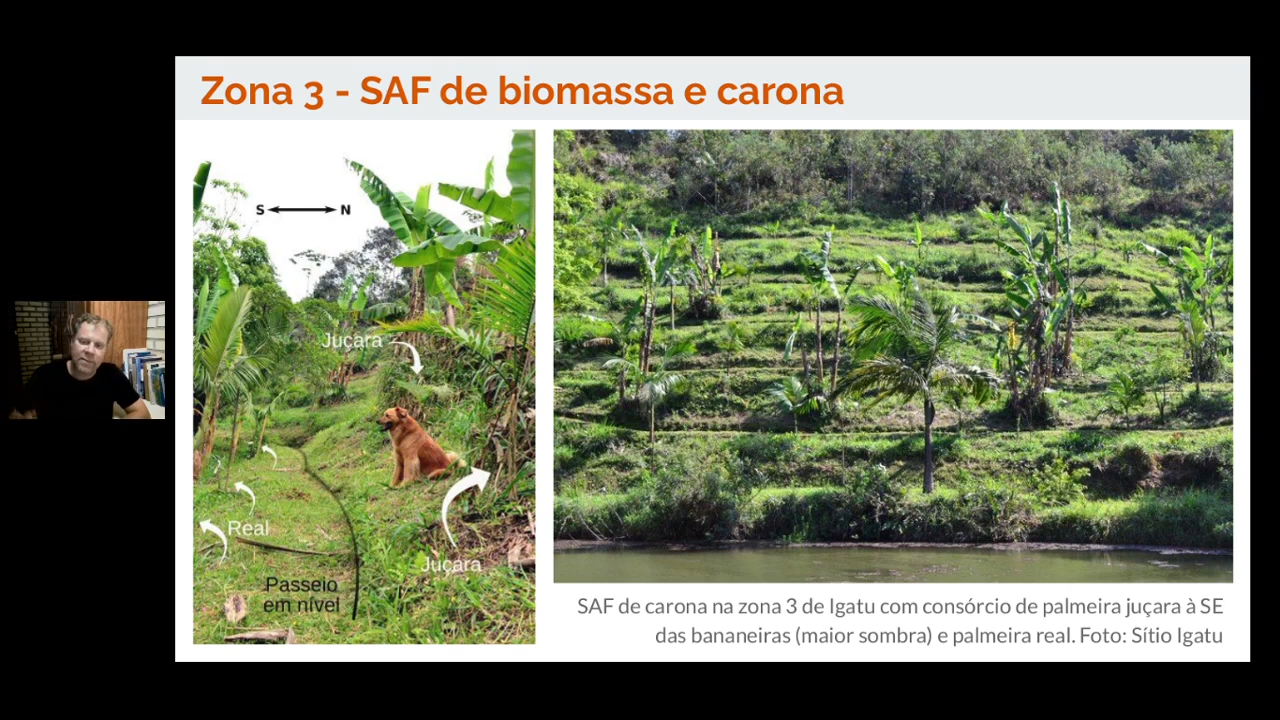 Zona 3 - SAF de biomassa e carona
S N
Juçara
Real
Juçara
Passeio
em nível
SAF de carona na zona 3 de Igatu com consórcio de palmeira juçara à SE
das bananeiras (maior sombra) e palmeira real. Foto: Sítio Igatu